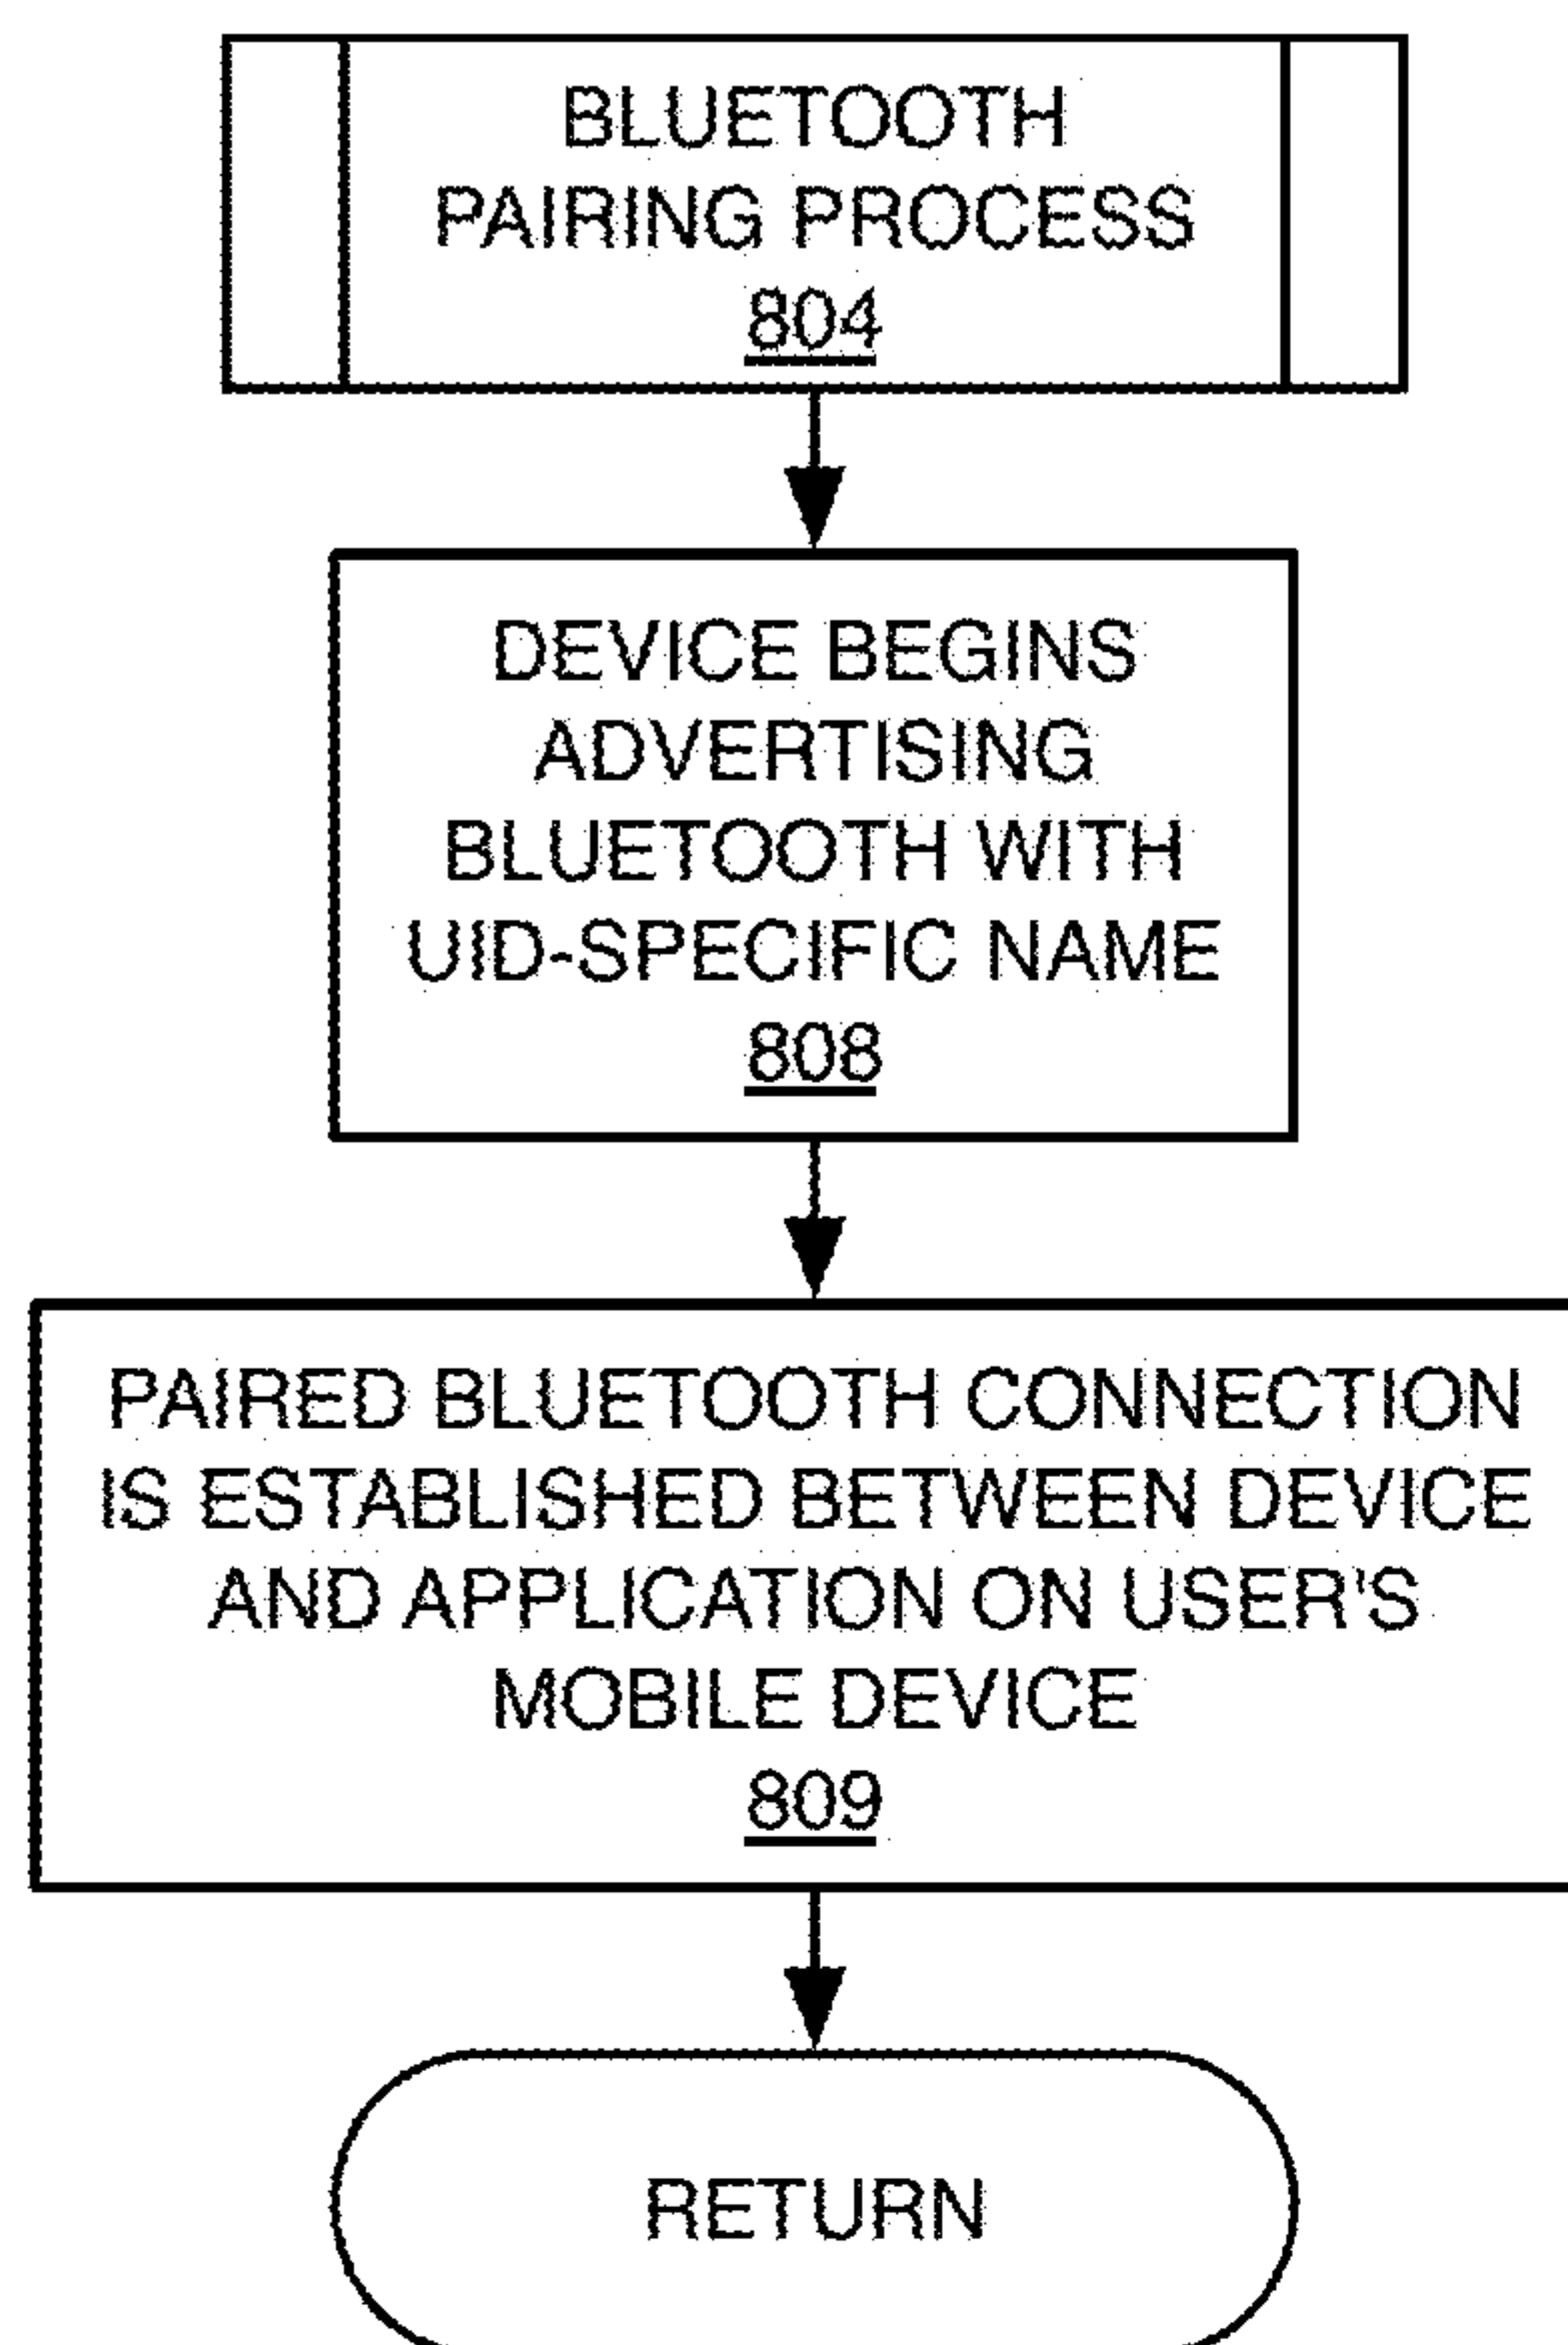 BLUETOOTH
PAIRING PROCESS
804
DEVICE BEGINS
ADVERTISING
BLUETOOTH WITH
UID-SPECIFIC NAME
808
PAIRED BLUETOOTH CONNECTION
IS ESTABLISHED BETWEEN DEVICE
AND APPLICATION ON USER'S
MOBILE DEVICE
809
RETURN